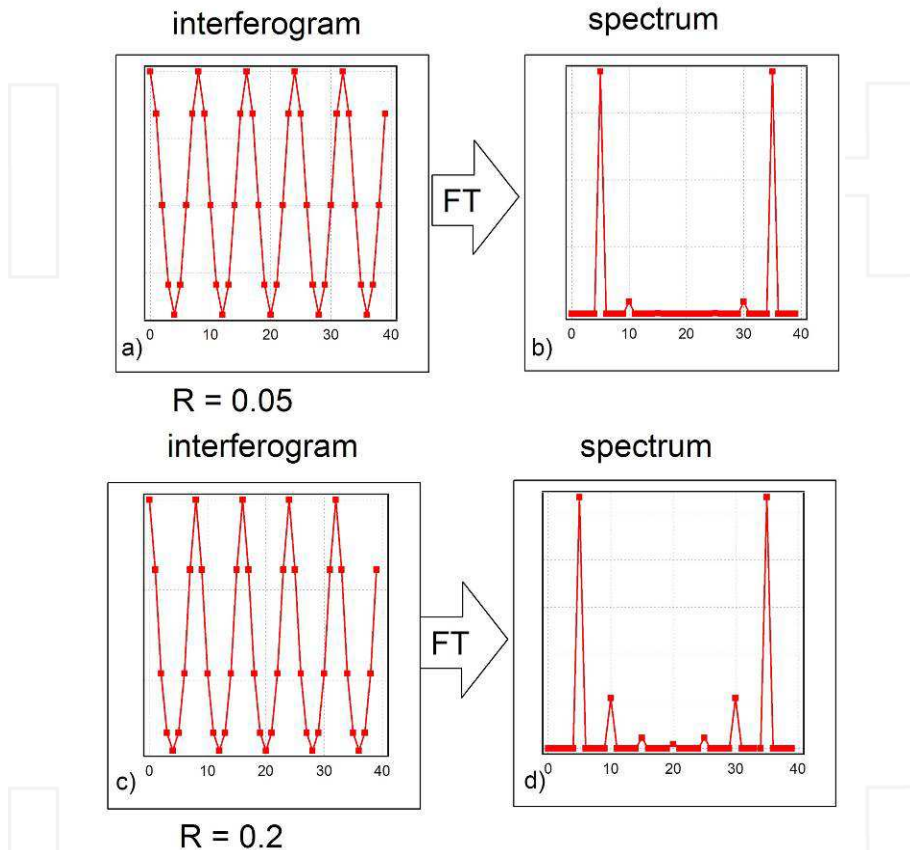 interferogram spectrum
FT
0 10 20 30 40 0 10 20 30 40
a) b)
R = 0.05
interferogram spectrum
FT
0 10 20 30 40 0 10 20 30 40
c) d)
R = 0.2